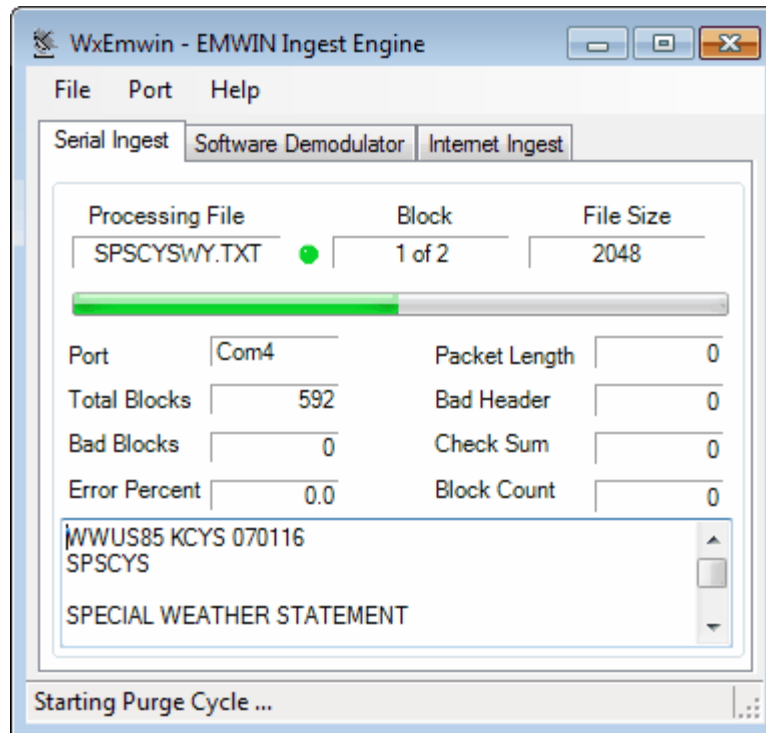 WxEmwin - EMWIN Ingest Engine
File Port Help
Serial Ingest Software Demodulator Internet Ingest
Processing File Block File Size
SPSCYSWY.TXT 1 of 2 2048
Port Com4 Packet Length 0
Total Blocks 592 Bad Header 0
Bad Blocks 0 Check Sum 0
Error Percent 0.0 Block Count 0
WWUS85 KCYS 070116
SPSCYS
SPECIAL WEATHER STATEMENT
Starting Purge Cycle ...